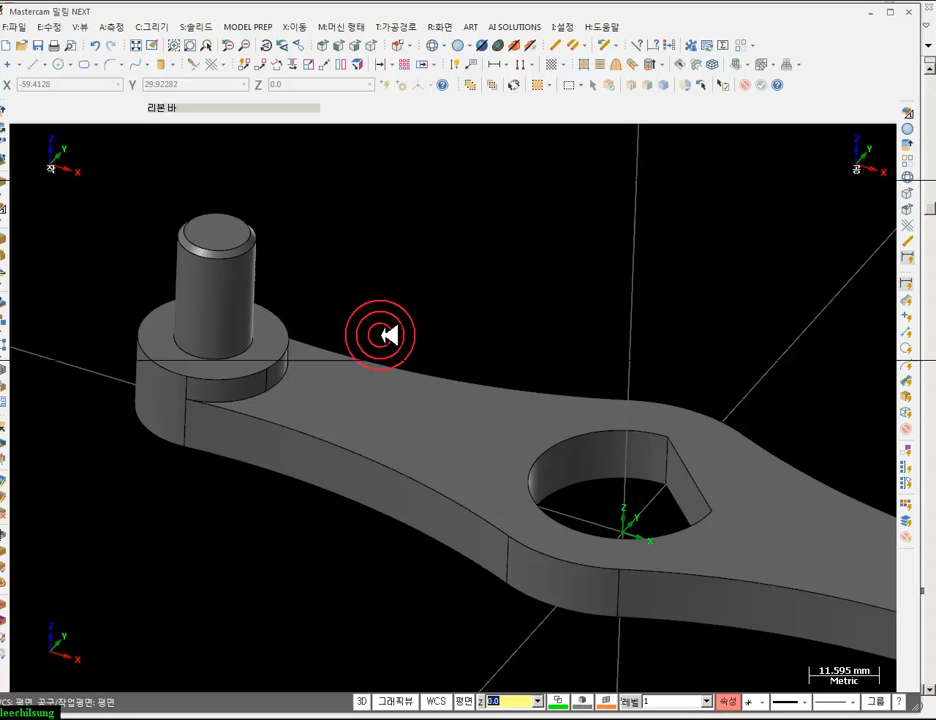 Mastercam 밀링 NEXT
F:파일 E:수정 V:뷰 A:측정 C:그리기 S:솔리드 MODEL PREP X:이동 M:머신 형태 T:가공경로 R:화면 ART AI SOLUTIONS I:설정 H:도움말
X -59.4128 Y 29.92282 Z 0.0
리본 바
Z Y X 작
Z Y X 공
Z Y X
Z Y X
11.595 mm
Metric
WCS: 평면 공구/작업평면: 평면 3D 그래픽뷰 WCS 평면 Z 0.0 레벨 1 속성 그룹 ?
leechilsung